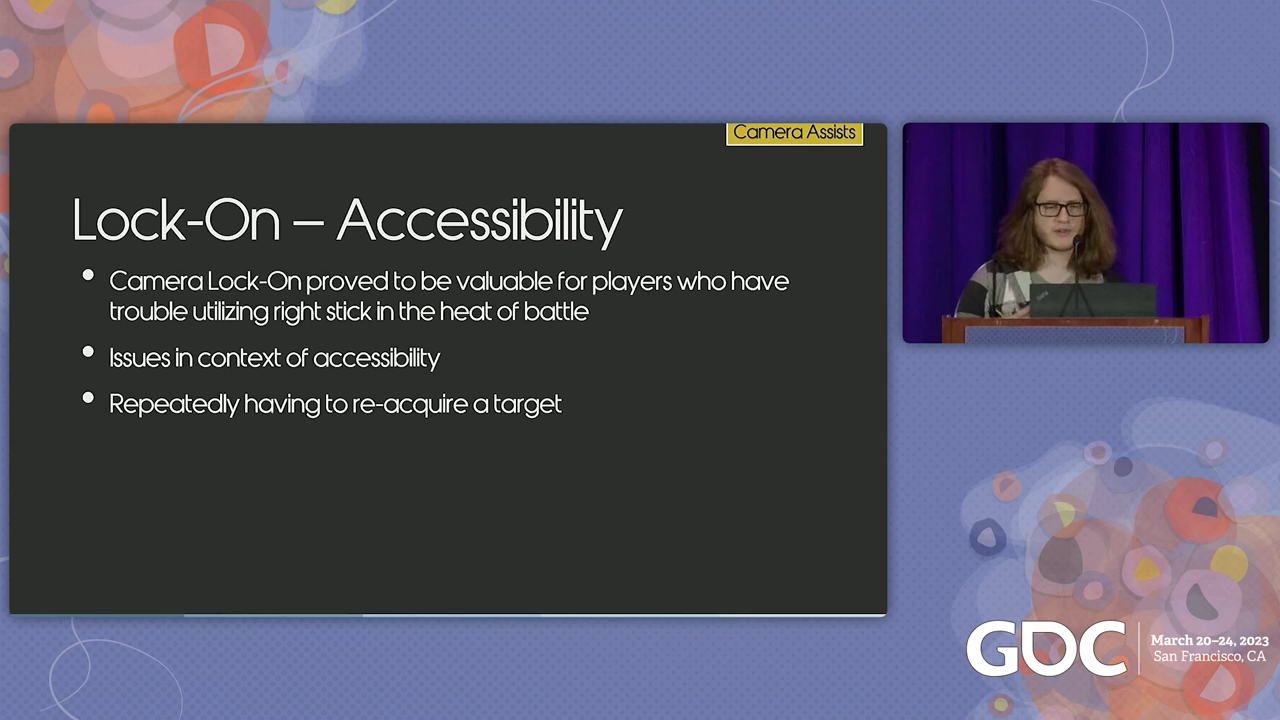 Camera Assists
Lock-On – Accessibility
• Camera Lock-On proved to be valuable for players who have
trouble utilizing right stick in the heat of battle
• Issues in context of accessibility
• Repeatedly having to re-acquire a target
GDC
March 20–24, 2023
San Francisco, CA